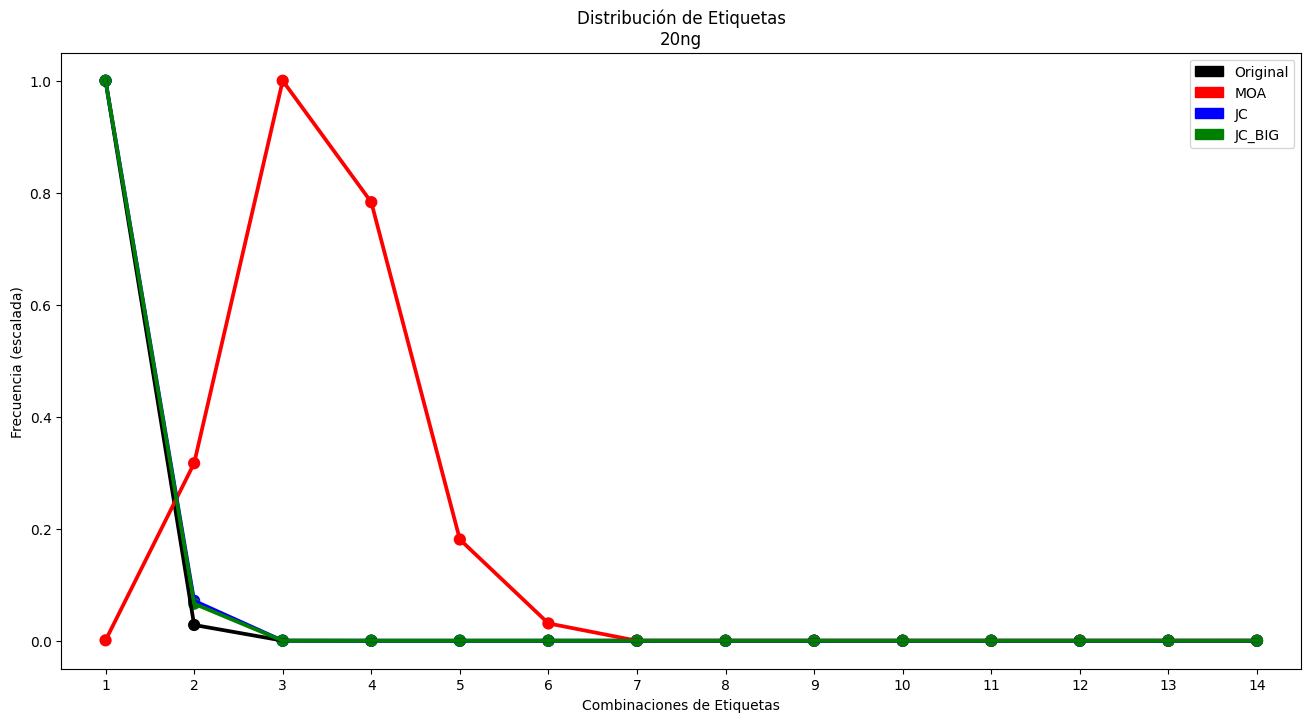 Distribución de Etiquetas
20ng
Original
MOA
JC
JC_BIG
Frecuencia (escalada)
1.0
0.8
0.6
0.4
0.2
0.0
1 2 3 4 5 6 7 8 9 10 11 12 13 14
Combinaciones de Etiquetas